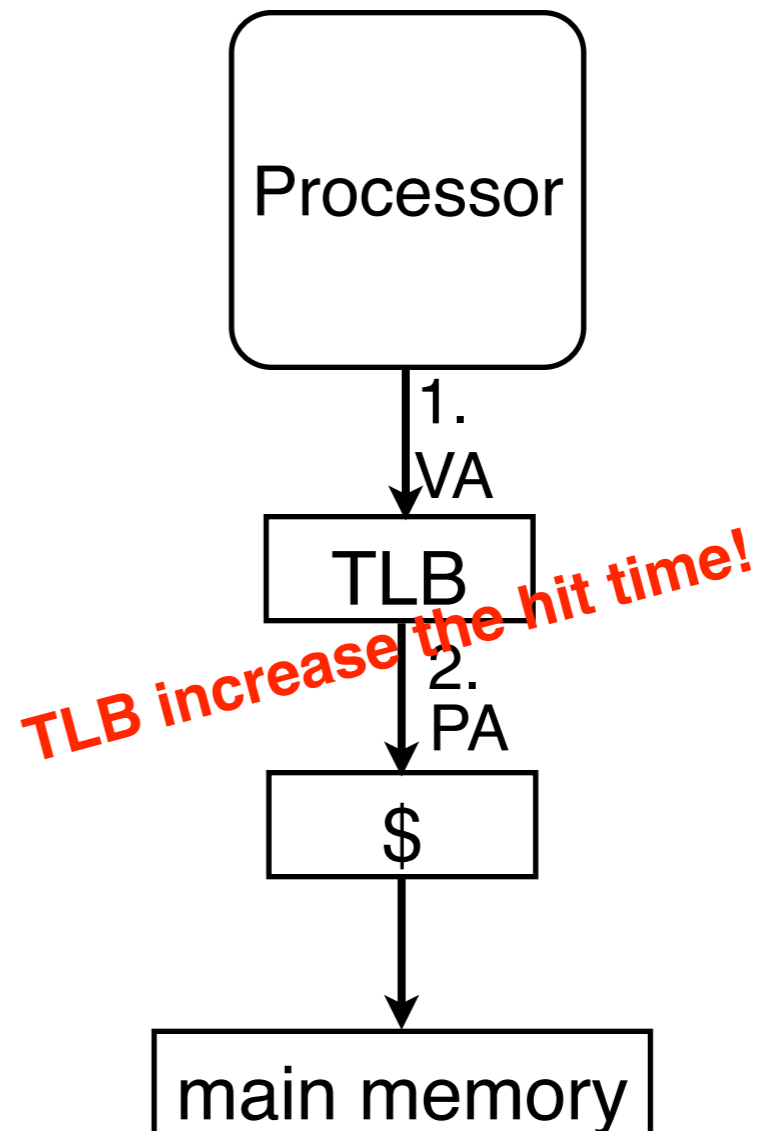 Processor
1.
VA
TLB
TLB increase the hit time!
2.
PA
$
main memory